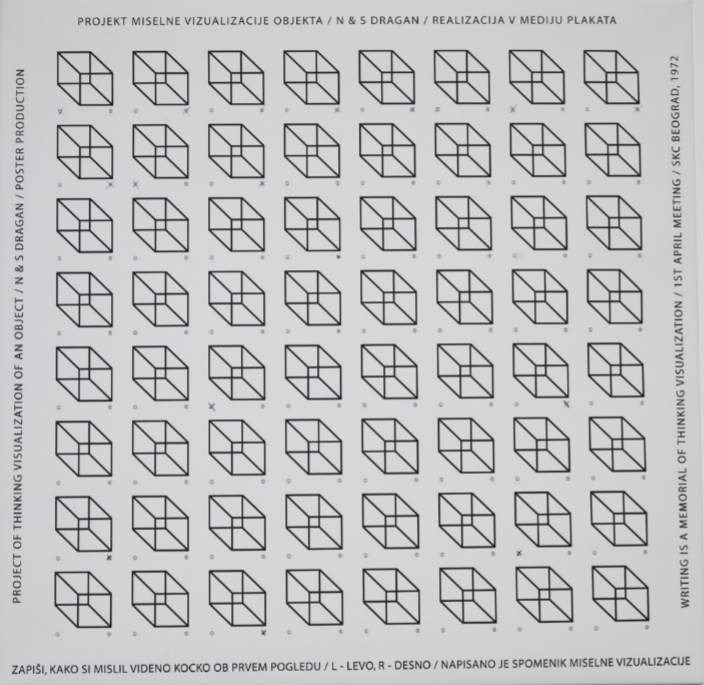 PROJEKT MISELNE VIZUALIZACIJE OBJEKTA / N & S DRAGAN / REALIZACIJA V MEDIJU PLAKATA
PROJECT OF THINKING VISUALIZATION OF AN OBJECT / N & S DRAGAN / POSTER PRODUCTION
WRITING IS A MEMORIAL OF THINKING VISUALIZATION / 1ST APRIL MEETING / SKC BEOGRAD, 1972
ZAPIŠI, KAKO SI MISLIL VIDENO KOCKO OB PRVEM POGLEDU / L - LEVO, R - DESNO / NAPISANO JE SPOMENIK MISELNE VIZUALIZACIJE